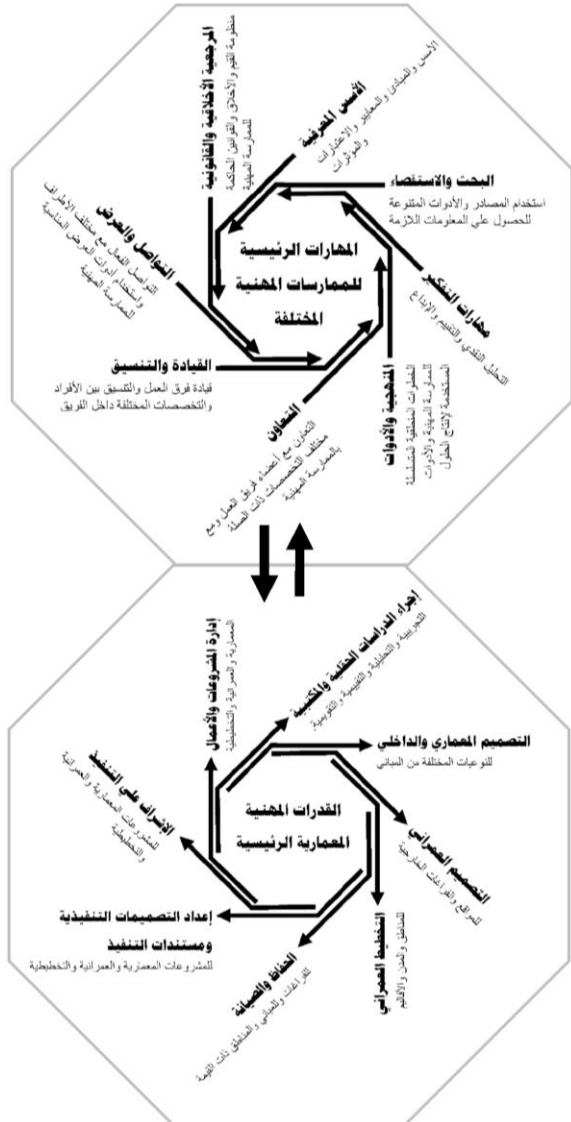 المهارات الرئيسية
للممارسات المهنية
المختلفة
المرجعية الأخلاقية والقانونية
منظومة القيم والأخلاق والقوانين الحاكمة
للممارسة المهنية
الأسس المعرفية
الأسس والمبادئ والمعايير والاعتبارات
والمؤثرات
البحث والاستقصاء
استخدام المصادر والأدوات المتنوعة
للحصول علي المعلومات اللازمة
مهارات التفكير
التحليل النقدي والتقييم والإبداع
المنهجية والأدوات
الخطوات المنطقية المتسلسلة
للممارسة المهنية والأدوات
المستخدمة لإنتاج الحلول
التعاون
التعاون مع أعضاء فريق العمل ومع
مختلف التخصصات ذات الصلة
بالممارسة المهنية
القيادة والتنسيق
قيادة فرق العمل والتنسيق بين الأفراد
والتخصصات المختلفة داخل الفريق
التواصل والعرض
التواصل الفعال مع مختلف الأطراف
واستخدام أدوات العرض المناسبة
للممارسة المهنية
القدرات المهنية
المعمارية الرئيسية
إدارة المشروعات والأعمال
المعمارية والعمرانية والتخطيطية
إجراء الدراسات الحقلية والمكتبية
التجريبية والتحليلية والتقييمية والتقويمية.
التصميم المعماري والداخلي
للنوعيات المختلفة من المباني
التصميم العمراني
للمواقع والفراغات الخارجية
التخطيط العمراني
للمناطق والمدن والأقاليم
الحفاظ والصيانة
للفراغات وللمباني والمناطق ذات القيمة
إعداد التصميمات التنفيذية
ومستندات التنفيذ
للمشروعات المعمارية والعمرانية والتخطيطية
الإشراف علي التنفيذ
للمشروعات المعمارية والعمرانية
والتخطيطية